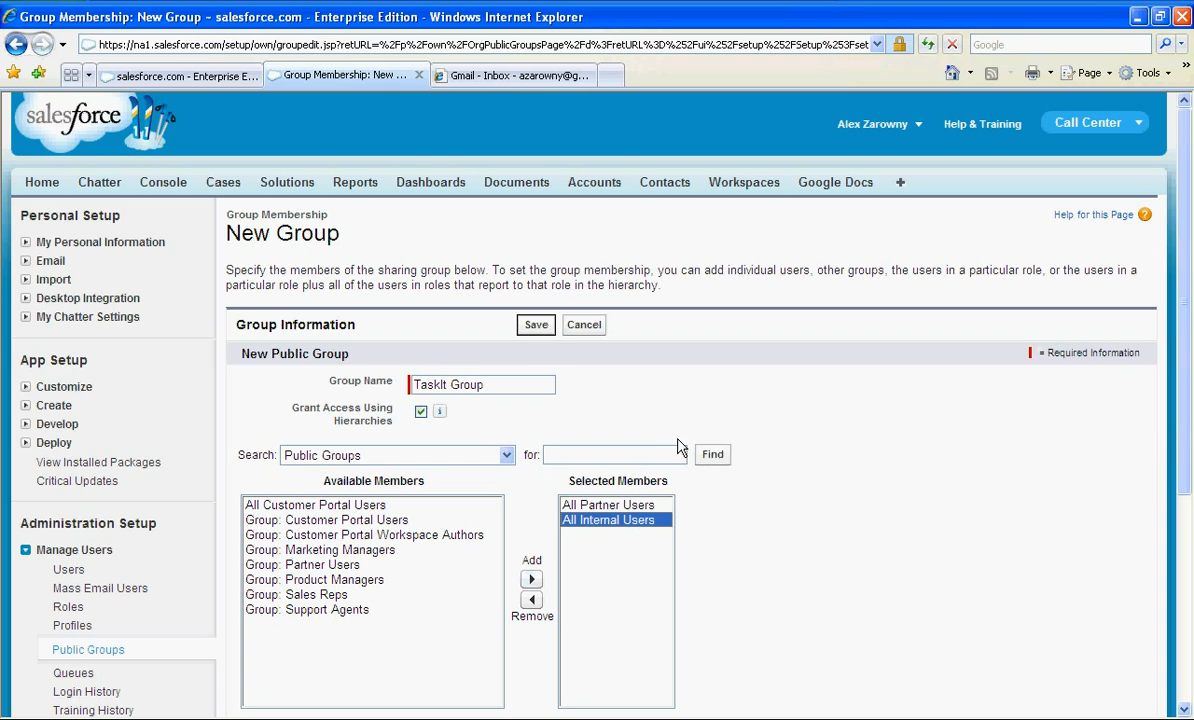 Group Membership: New Group ~ salesforce.com - Enterprise Edition - Windows Internet Explorer
https://na1.salesforce.com/setup/own/groupedit.jsp?retURL=%2Fp%2Fown%2FOrgPublicGroupsPage%2Fd%3FretURL%3D%252Fui%252Fsetup%252FSetup%253Fset
Google
salesforce.com - Enterprise E...
Group Membership: New ...
Gmail - Inbox - azarowny@g...
Page
Tools
salesforce
Alex Zarowny
Help & Training
Call Center
Home
Chatter
Console
Cases
Solutions
Reports
Dashboards
Documents
Accounts
Contacts
Workspaces
Google Docs
Personal Setup
My Personal Information
Email
Import
Desktop Integration
My Chatter Settings
App Setup
Customize
Create
Develop
Deploy
View Installed Packages
Critical Updates
Administration Setup
Manage Users
Users
Mass Email Users
Roles
Profiles
Public Groups
Queues
Login History
Training History
Group Membership
New Group
Help for this Page
Specify the members of the sharing group below. To set the group membership, you can add individual users, other groups, the users in a particular role, or the users in a
particular role plus all of the users in roles that report to that role in the hierarchy.
Group Information
Save
Cancel
New Public Group
= Required Information
Group Name
TaskIt Group
Grant Access Using
Hierarchies
Search:
Public Groups
for:
Find
Available Members
All Customer Portal Users
Group: Customer Portal Users
Group: Customer Portal Workspace Authors
Group: Marketing Managers
Group: Partner Users
Group: Product Managers
Group: Sales Reps
Group: Support Agents
Add
Remove
Selected Members
All Partner Users
All Internal Users